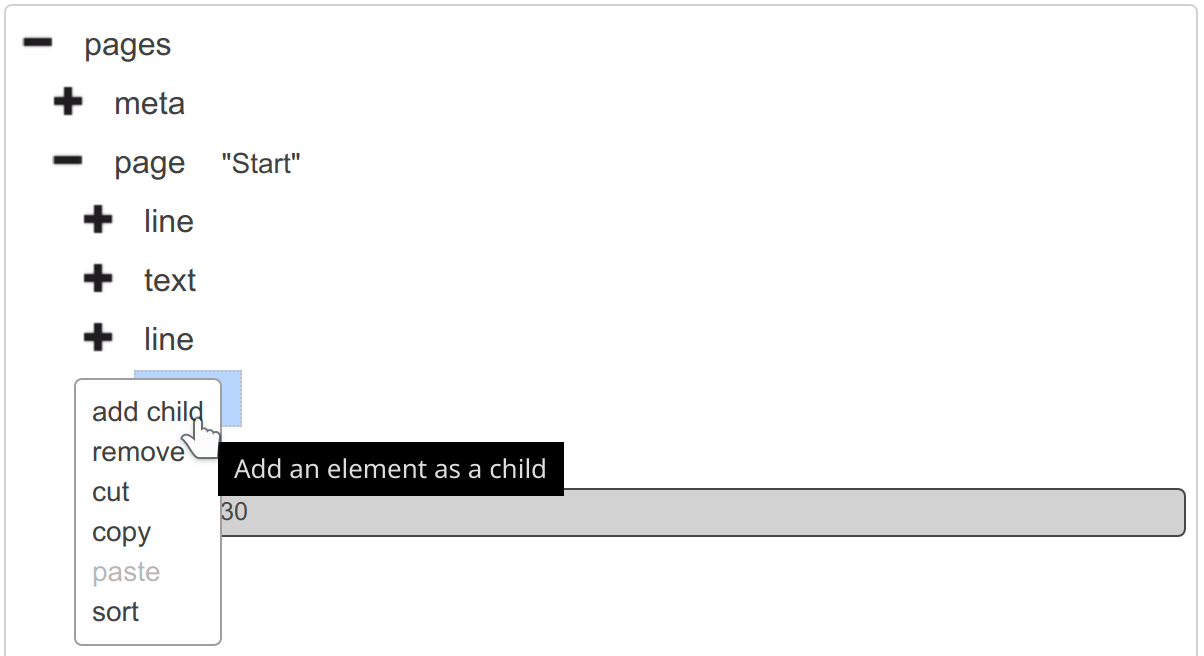 pages
meta
page "Start"
line
text
line
add child
remove
Add an element as a child
cut
30
copy
paste
sort